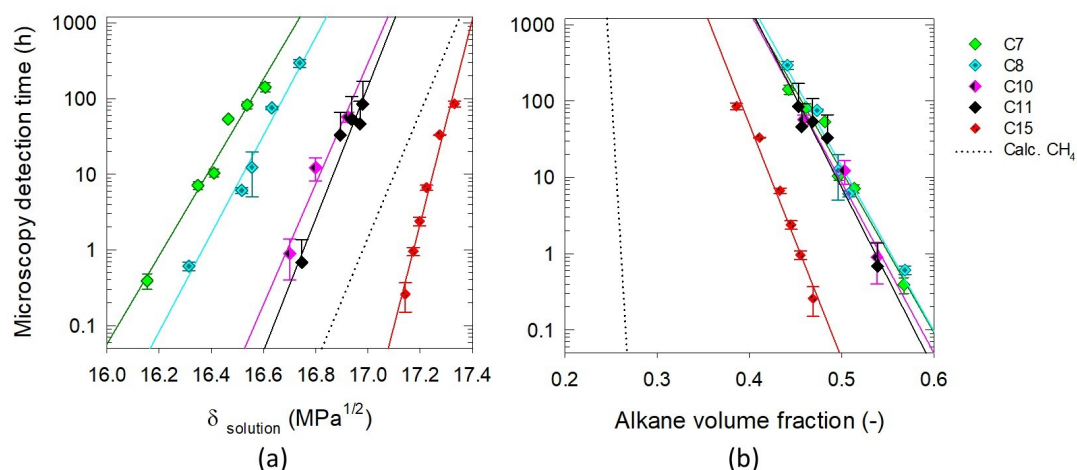 Microscopy detection time (h)
1000
100
10
1
0.1
16.0 16.2 16.4 16.6 16.8 17.0 17.2 17.4
δ solution (MPa1/2)
(a)
1000
100
10
1
0.1
0.2 0.3 0.4 0.5 0.6
Alkane volume fraction (-)
(b)
C7
C8
C10
C11
C15
Calc. CH4